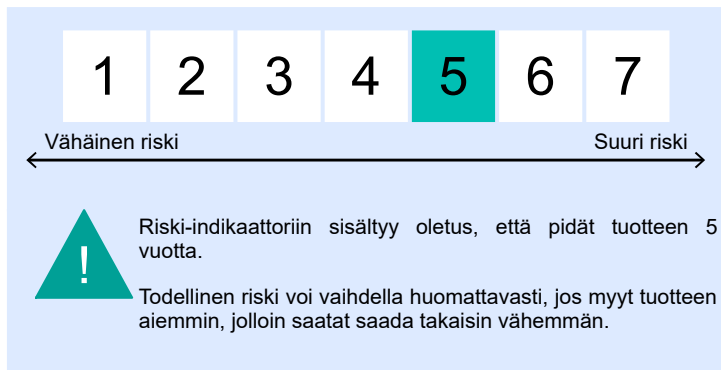 1 2 3 4 5 6 7
Vähäinen riski Suuri riski
!
Riski-indikaattoriin sisältyy oletus, että pidät tuotteen 5
vuotta.
Todellinen riski voi vaihdella huomattavasti, jos myyt tuotteen
aiemmin, jolloin saatat saada takaisin vähemmän.